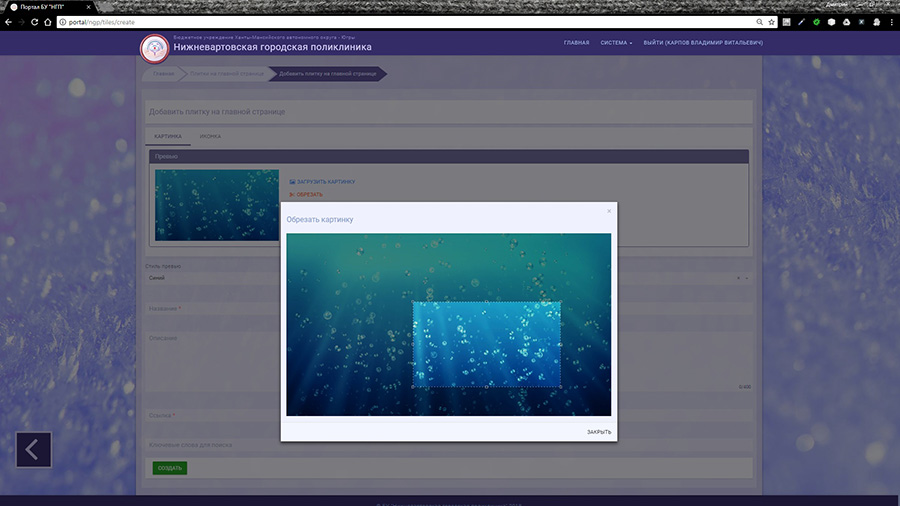 Портал БУ "НГП"
Дмитрий
portal/ngp/tiles/create
Бюджетное учреждение Ханты-Мансийского автономного округа - Югры
Нижневартовская городская поликлиника
ГЛАВНАЯ
СИСТЕМА
ВЫЙТИ (КАРПОВ ВЛАДИМИР ВИТАЛЬЕВИЧ)
Главная
Плитки на главной странице
Добавить плитку на главной странице
Добавить плитку на главной странице
КАРТИНКА
ИКОНКА
Превью
ЗАГРУЗИТЬ КАРТИНКУ
ОБРЕЗАТЬ
Обрезать картинку
×
Стиль превью
Синий
Название *
Описание
Ссылка *
ЗАКРЫТЬ
Ключевые слова для поиска
СОЗДАТЬ